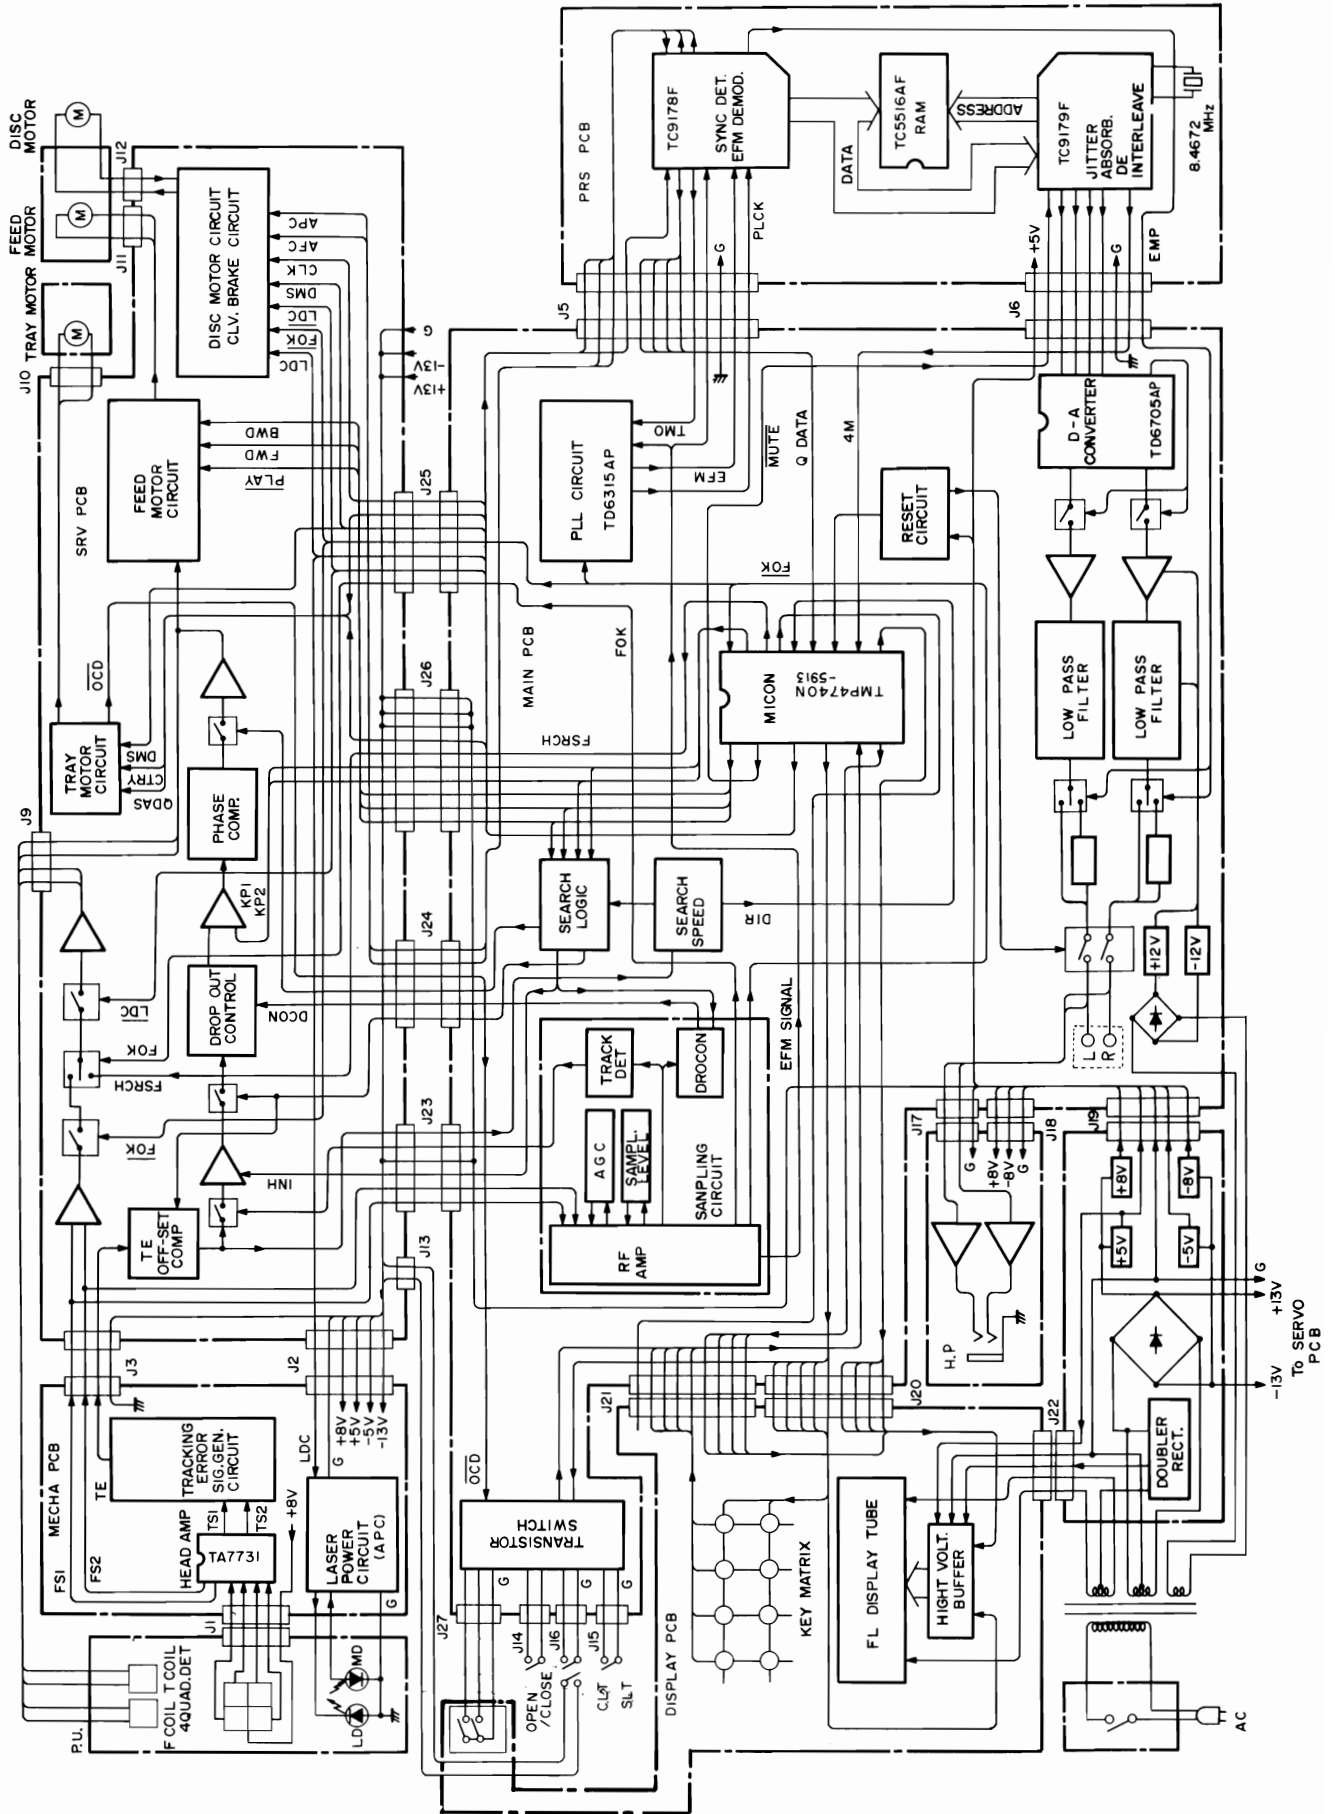 DISC
MOTOR
FEED
MOTOR
TRAY MOTOR
M
M
M
J12
J11
J10
J9
SRV PCB
DISC MOTOR CIRCUIT
CLV. BRAKE CIRCUIT
APC
AFC
CLK
DMS
LDC
FOK
LDC
FEED
MOTOR
CIRCUIT
BWD
FWD
PLAY
G
-13V
+13V
TRAY
MOTOR
CIRCUIT
OCD
DMS
CTRY
QDAS
PHASE
COMP.
KP1
KP2
DROP OUT
CONTROL
DCON
LDC
FOK
FSRCH
FOK
INH
TE
OFF-SET
COMP
J25
J26
J24
J23
J13
J3
J2
MECHA PCB
TE
TRACKING
ERROR
SIG.GEN.
CIRCUIT
TS1
TS2
HEAD AMP
TA7731
+8V
FS1
FS2
LDC
G
+8V
+5V
-5V
-13V
LASER
POWER
CIRCUIT
(APC)
G
J1
P.U.
F COIL T COIL
4QUAD.DET
LD
MD
PRS PCB
TC9178F
SYNC DET.
EFM DEMOD.
TC5516AF
RAM
DATA
ADDRESS
TC9179F
JITTER
ABSORB.
DE
INTERLEAVE
8.4672
MHz
PLCK
G
+5V
G
EMP
J5
J6
MAIN PCB
PLL CIRCUIT
TD6315AP
TMO
EFM
MUTE
Q DATA
4M
RESET
CIRCUIT
FOK
FOK
FSRCH
MICON
TMP4740N
-5913
D-A
CONVERTER
TD6705AP
LOW PASS
FILTER
LOW PASS
FILTER
SEARCH
LOGIC
SEARCH
SPEED
DIR
TRACK
DET
DROCON
AGC
SAMPL.
LEVEL
SANPLING
CIRCUIT
RF
AMP
EFM SIGNAL
+12V
-12V
L
R
J17
J18
J19
G
+8V
-8V
G
H.P
+8V
-8V
+5V
-5V
G
+13V
-13V
To SERVO
PCB
DOUBLER
RECT.
J22
J20
J21
OCD
TRANSISTOR
SWITCH
G
G
G
J27
J14
J16
J15
OPEN
/CLOSE
CLT
SLT
DISPLAY PCB
KEY MATRIX
FL DISPLAY TUBE
HIGHT VOLT.
BUFFER
AC